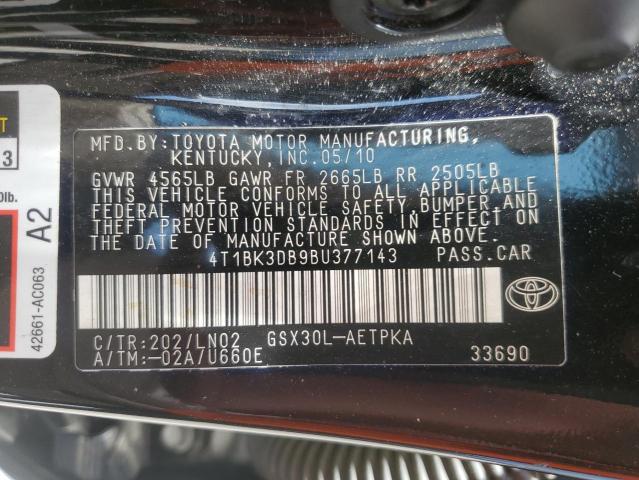 MFD.BY:TOYOTA MOTOR MANUFACTURING,
KENTUCKY,INC.05/10
GVWR 4565LB GAWR FR 2665LB RR 2505LB
THIS VEHICLE CONFORMS TO ALL APPLICABLE
FEDERAL MOTOR VEHICLE SAFETY, BUMPER AND
THEFT PREVENTION STANDARDS IN EFFECT ON
THE DATE OF MANUFACTURE SHOWN ABOVE.
4T1BK3DB9BU377143 PASS.CAR
C/TR:202/LN02 GSX30L-AETPKA
A/TM:-02A/U660E 33690
3
0lb.
A2
42661-AC063